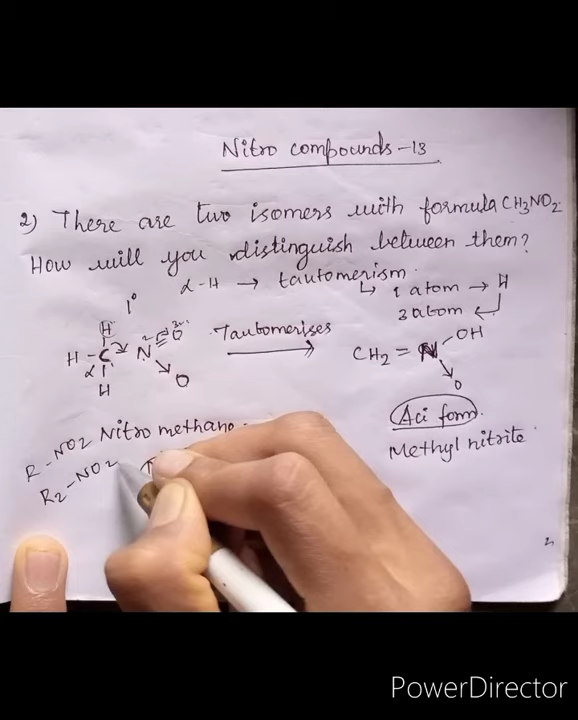 Nitro compounds - 13
2) There are two isomers with formula CH3NO2.
How will you distinguish between them?
α-H → tautomerism
↳ 1 atom → H
3 atom ←
1°
H
H - C N O
α
H
O
Tautomerises
CH2 = N OH
O
Aci form.
Methyl nitrite.
R - NO2 Nitro methane
R2 - NO2
2
PowerDirector